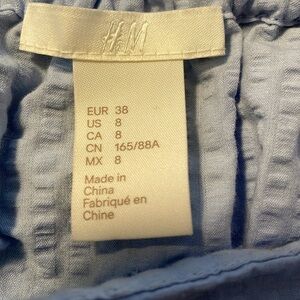 H&M
EUR 38
US 8
CA 8
CN 165/88A
MX 8
Made in
China
Fabriqué en
Chine